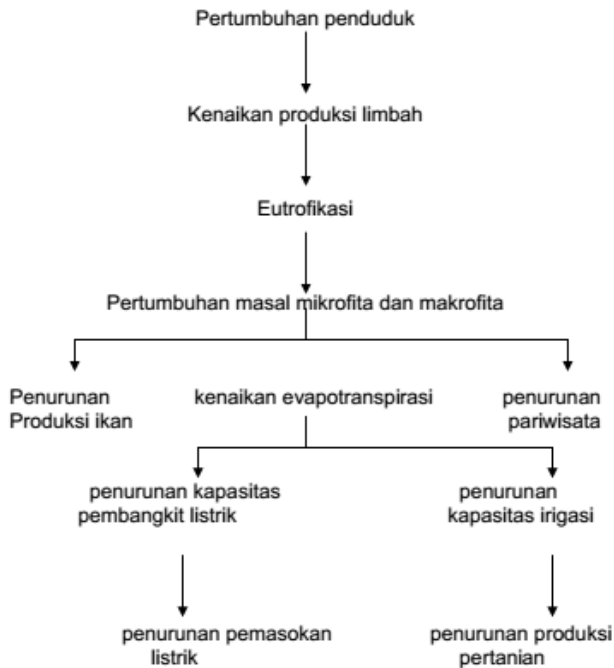 Pertumbuhan penduduk
Kenaikan produksi limbah
Eutrofikasi
Pertumbuhan masal mikrofita dan makrofita
Penurunan
Produksi ikan
kenaikan evapotranspirasi
penurunan
pariwisata
penurunan kapasitas
pembangkit listrik
penurunan
kapasitas irigasi
penurunan pemasokan
listrik
penurunan produksi
pertanian